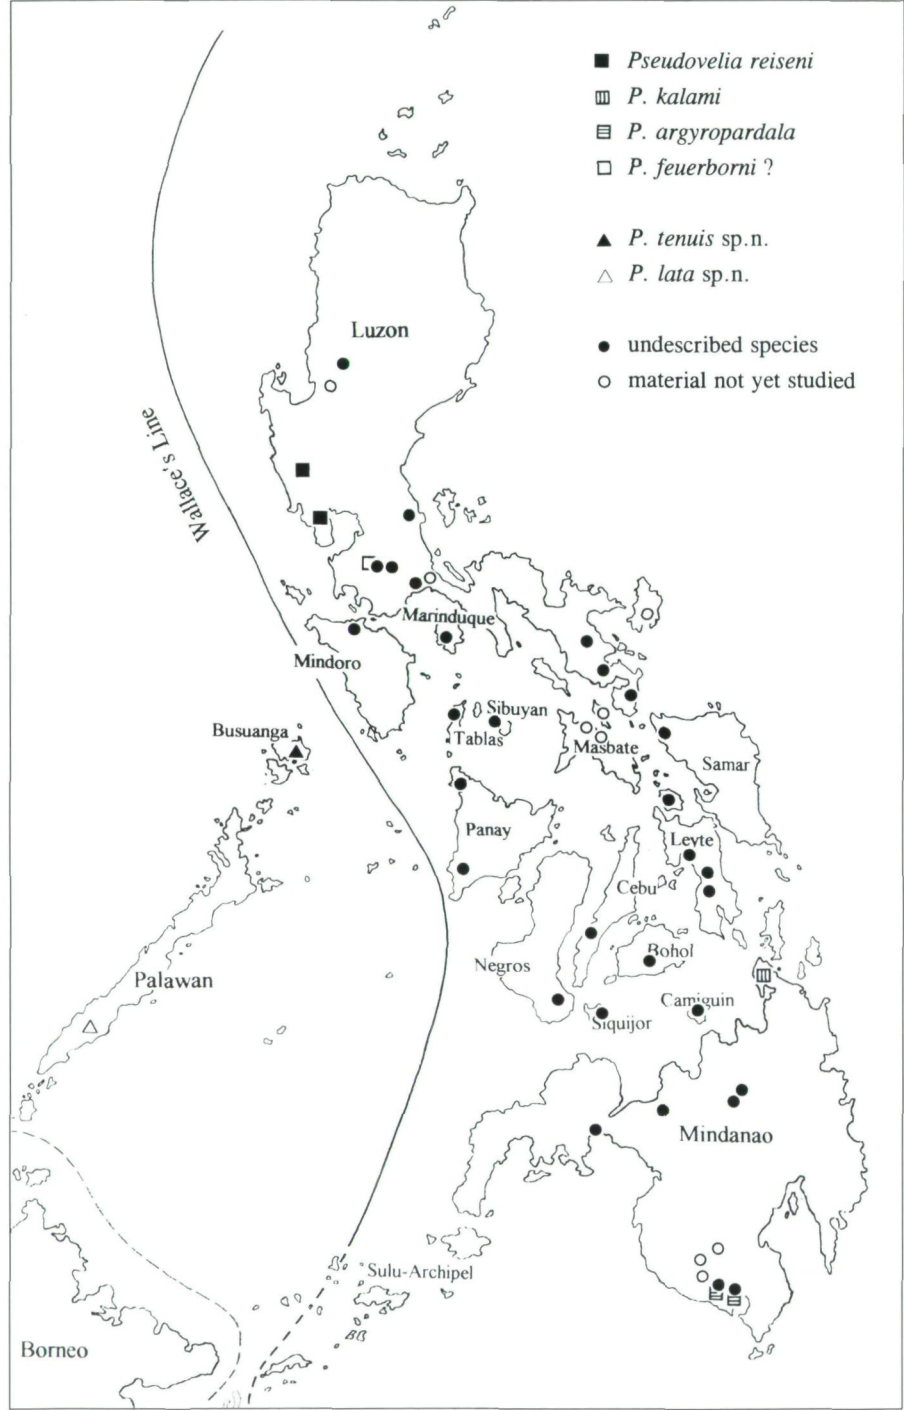 Pseudovelia reiseni
P. kalami
P. argyropardala
P. feuerborni ?
P. tenuis sp.n.
P. lata sp.n.
undescribed species
material not yet studied
Luzon
Wallace's Line
Marinduque
Mindoro
Sibuyan
Busuanga
Tablas
Masbate
Samar
Panay
Leyte
Cebu
Bohol
Negros
Palawan
Camiguin
Siquijor
Mindanao
Sulu-Archipel
Borneo